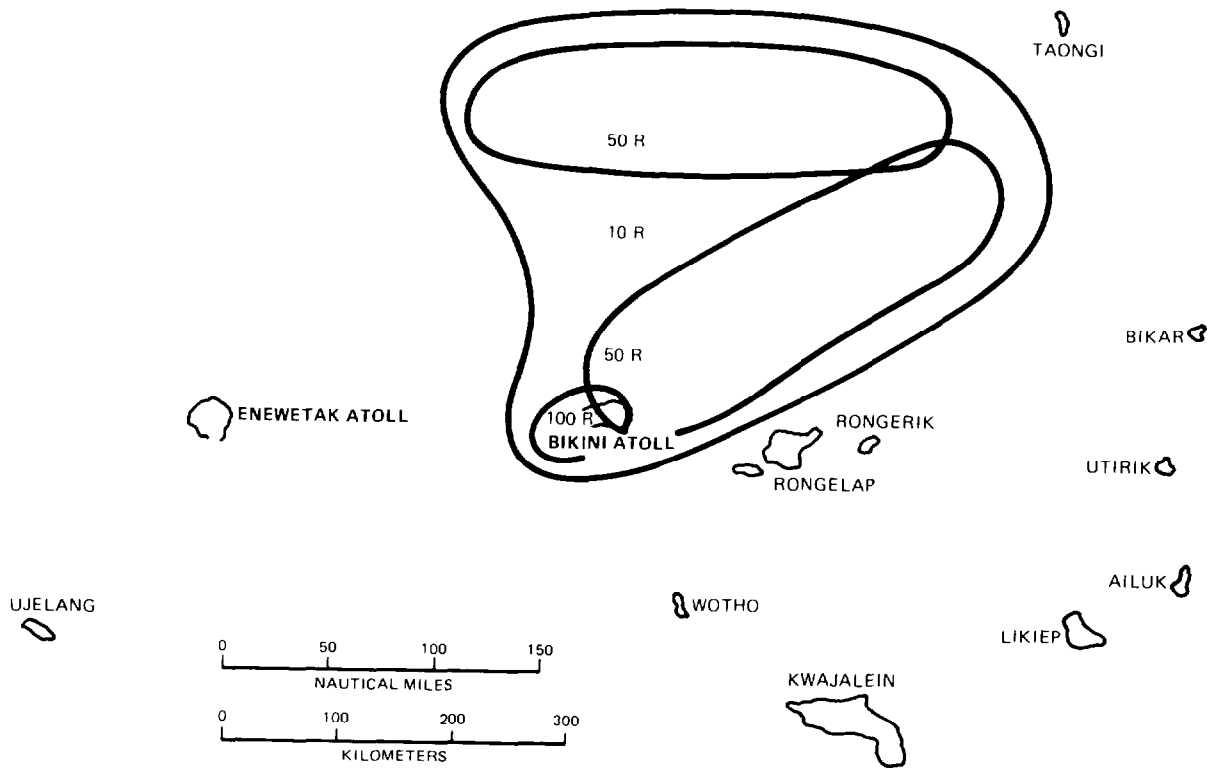 TAONGI
50 R
10 R
BIKAR
50 R
ENEWETAK ATOLL
100 R
BIKINI ATOLL
RONGERIK
UTIRIK
RONGELAP
AILUK
UJELANG
WOTHO
LIKIEP
0 50 100 150
NAUTICAL MILES
KWAJALEIN
0 100 200 300
KILOMETERS